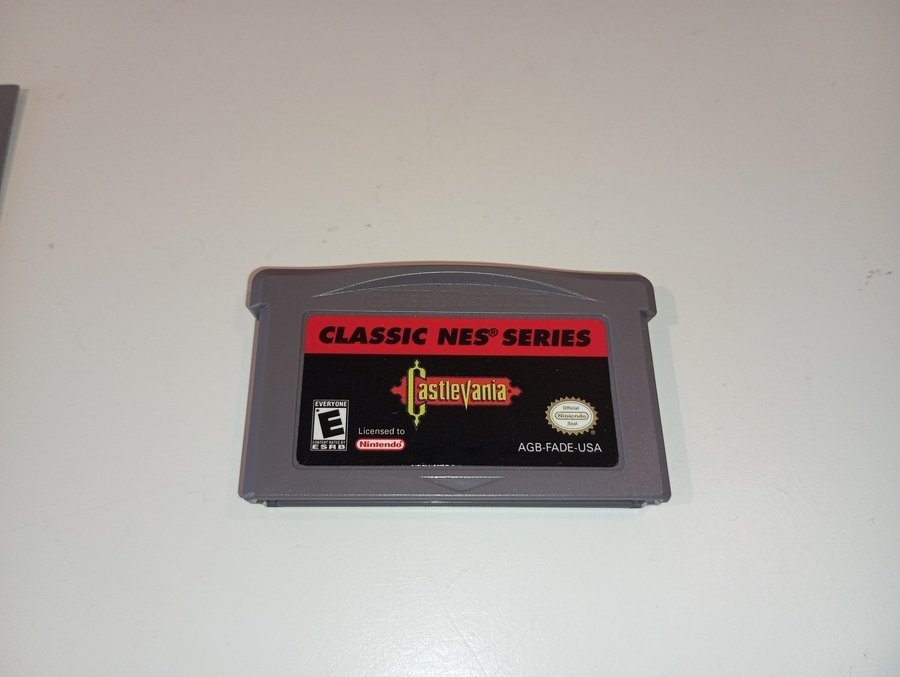 GAME BOY ADVANCE
CLASSIC NES® SERIES
Castlevania
EVERYONE
E
CONTENT RATED BY
ESRB
Licensed to
Nintendo
Official
Nintendo
Seal
AGB-FADE-USA